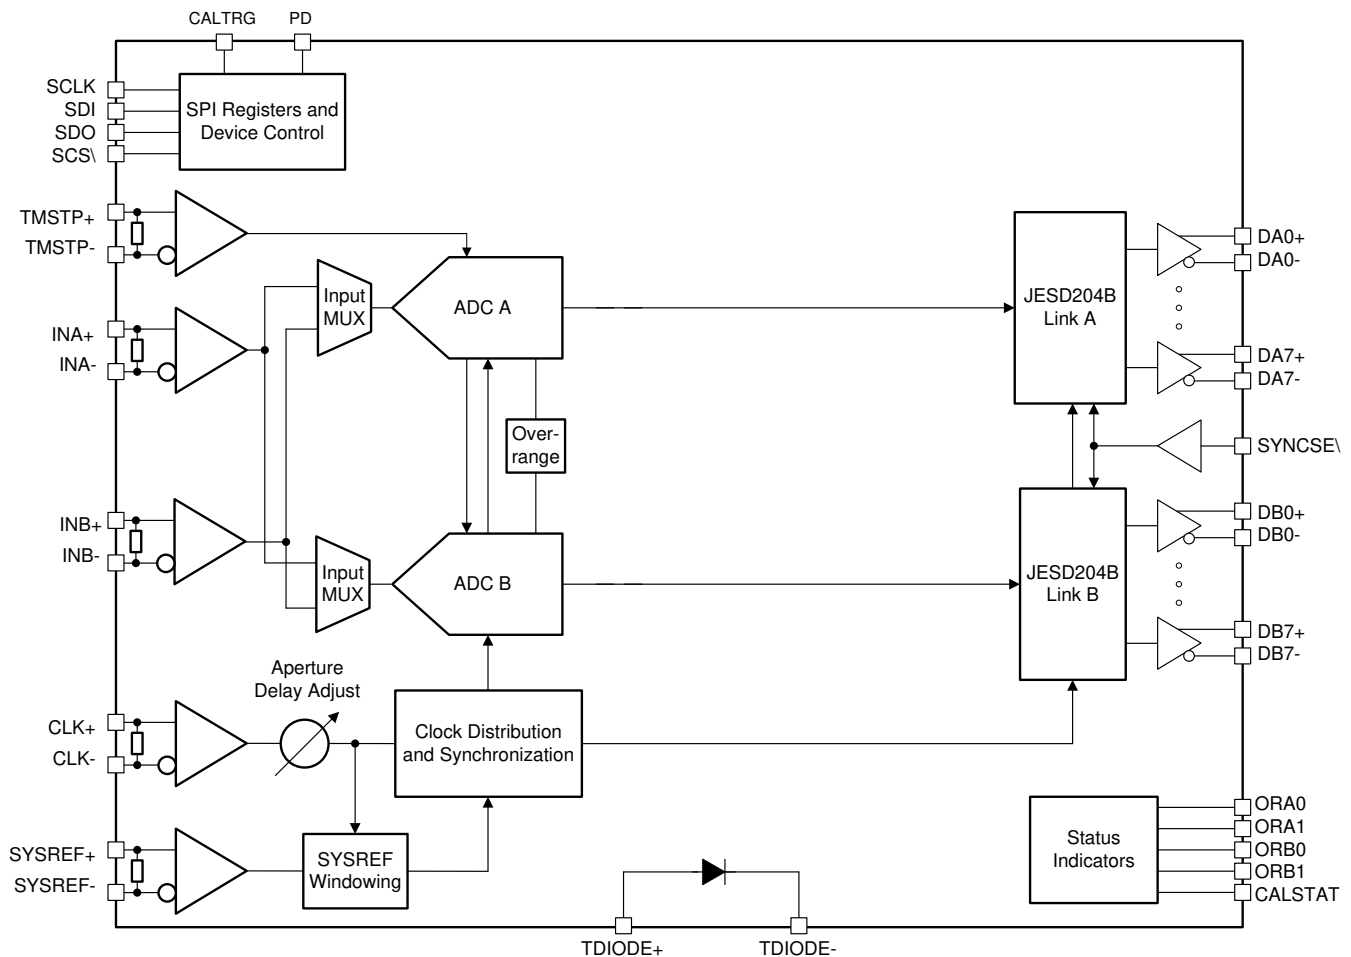 CALTRG
PD
SCLK
SDI
SDO
SCS\
SPI Registers and
Device Control
TMSTP+
TMSTP-
INA+
INA-
Input
MUX
ADC A
JESD204B
Link A
DA0+
DA0-
DA7+
DA7-
Over-
range
SYNCSE\
INB+
INB-
Input
MUX
ADC B
JESD204B
Link B
DB0+
DB0-
DB7+
DB7-
Aperture
Delay Adjust
CLK+
CLK-
Clock Distribution
and Synchronization
SYSREF+
SYSREF-
SYSREF
Windowing
Status
Indicators
ORA0
ORA1
ORB0
ORB1
CALSTAT
TDIODE+
TDIODE-